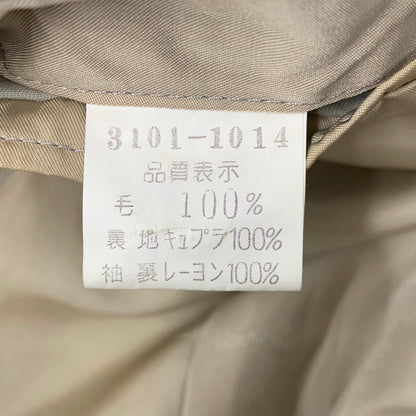 3101-1014
品質表示
毛 100%
裏 地 キュプラ100%
袖 裏 レーヨン100%